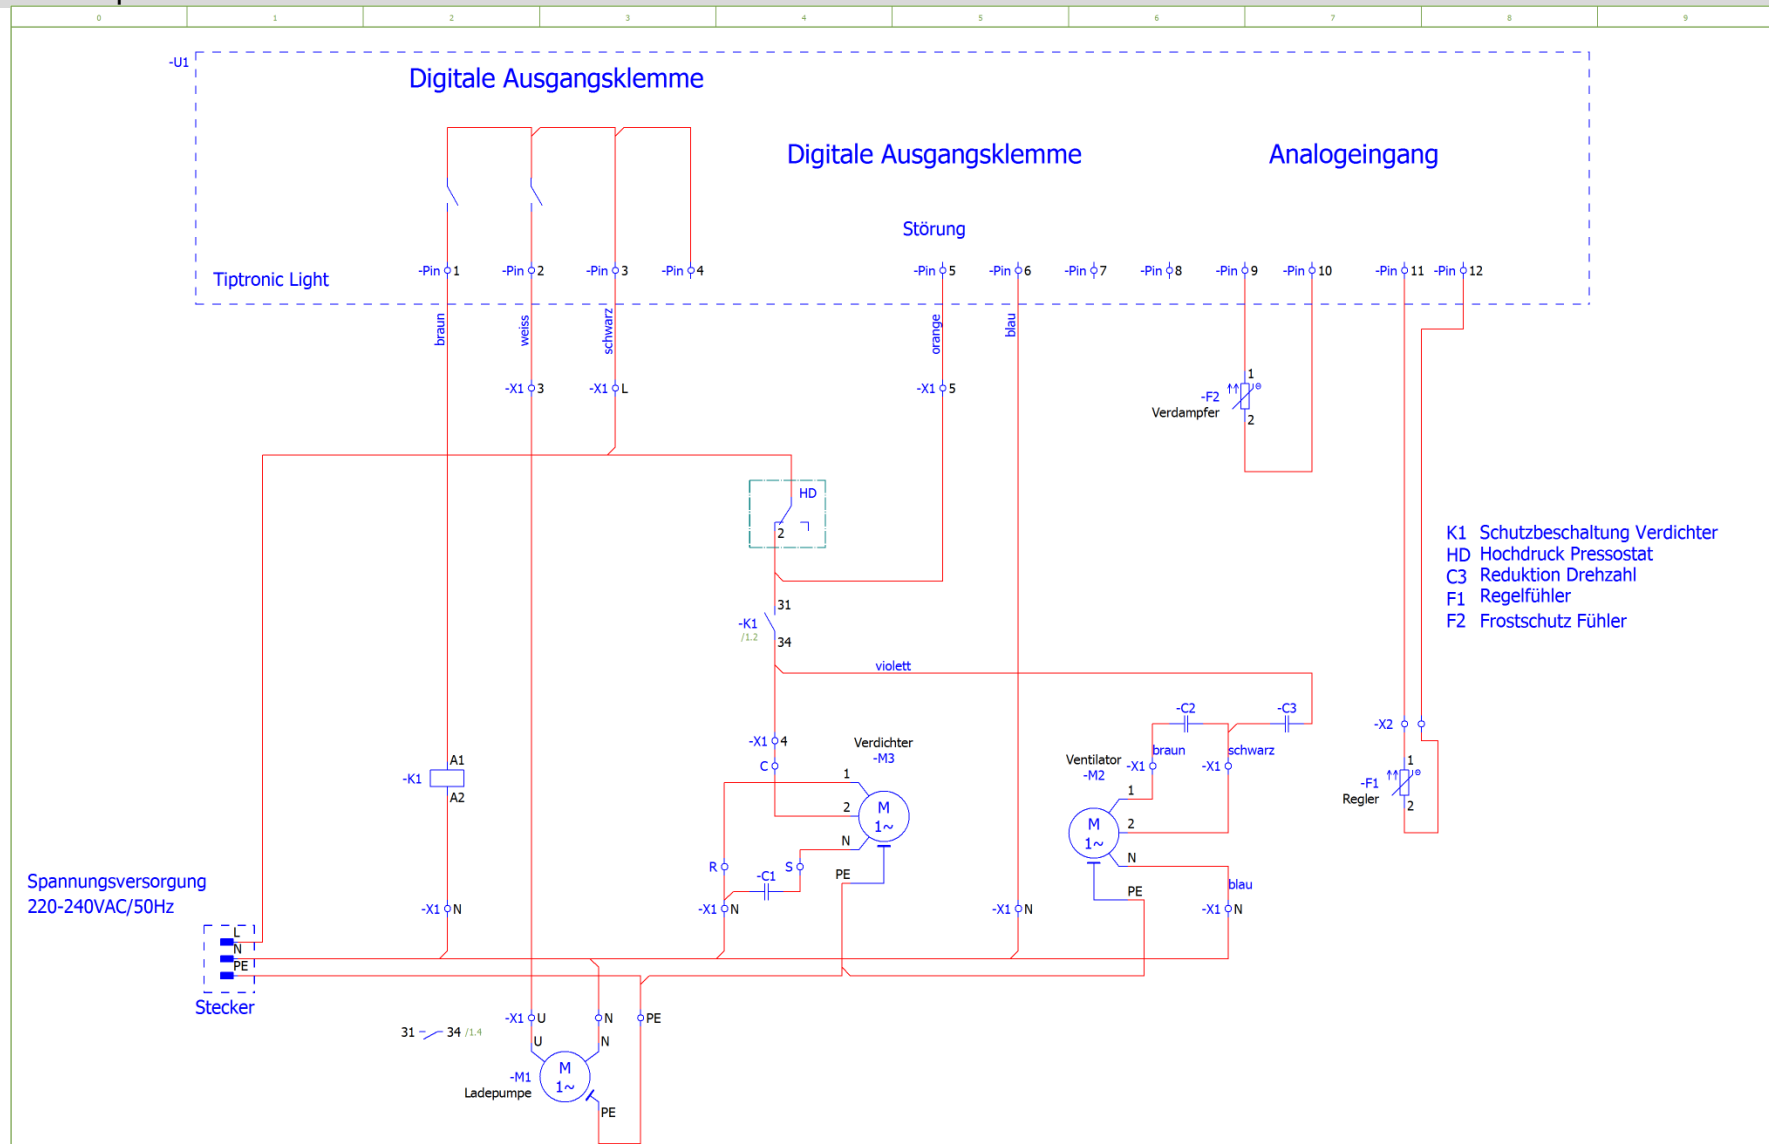 0 1 2 3 4 5 6 7 8 9
-U1
Digitale Ausgangsklemme
Digitale Ausgangsklemme
Analogeingang
Störung
Tiptronic Light
-Pin 1
-Pin 2
-Pin 3
-Pin 4
-Pin 5
-Pin 6
-Pin 7
-Pin 8
-Pin 9
-Pin 10
-Pin 11
-Pin 12
braun
weiss
schwarz
orange
blau
-X1 3
-X1 L
-X1 5
1
-F2
Verdampfer
2
HD
2
K1 Schutzbeschaltung Verdichter
HD Hochdruck Pressostat
C3 Reduktion Drehzahl
F1 Regelfühler
F2 Frostschutz Fühler
31
-K1
/1.2
34
violett
-C2
-C3
-X2
-X1 4
C
Verdichter
-M3
1
2
N
PE
M
1~
R
S
-C1
Ventilator
-M2
braun
schwarz
-X1
-X1
1
2
N
PE
M
1~
blau
1
-F1
Regler
2
A1
-K1
A2
Spannungsversorgung
220-240VAC/50Hz
-X1 N
-X1 N
-X1 N
-X1 N
L
N
PE
Stecker
31 34 /1.4
-X1 U
N
PE
U
N
M
1~
-M1
Ladepumpe
PE